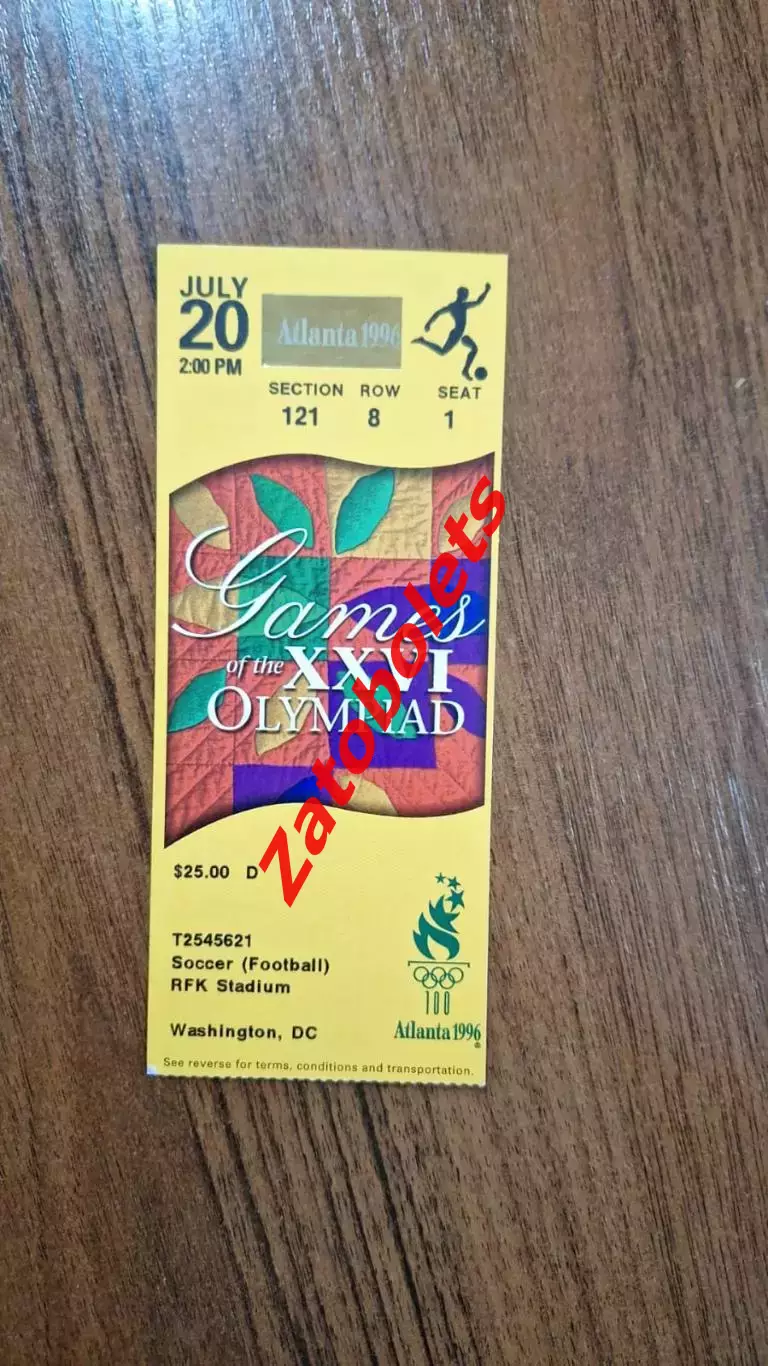 JULY
20
2:00 PM
Atlanta 1996
SECTION ROW SEAT
121 8 1
Games
of the XXVI
OLYMPIAD
Zatobolets
$25.00 D
T2545621
Soccer (Football)
RFK Stadium
Washington, DC
100
Atlanta 1996
See reverse for terms, conditions and transportation.